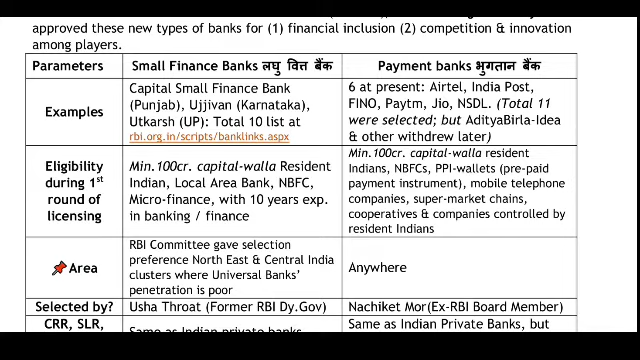 approved these new types of banks for (1) financial inclusion (2) competition & innovation
among players.
Parameters
Small Finance Banks लघु वित्त बैंक
Payment banks भुगतान बैंक
Examples
Capital Small Finance Bank
(Punjab), Ujjivan (Karnataka),
Utkarsh (UP): Total 10 list at
rbi.org.in/scripts/banklinks.aspx
6 at present: Airtel, India Post,
FINO, Paytm, Jio, NSDL. (Total 11
were selected; but AdityaBirla-Idea
& other withdrew later)
Eligibility
during 1st
round of
licensing
Min.100cr. capital-walla Resident
Indian, Local Area Bank, NBFC,
Micro-finance, with 10 years exp.
in banking / finance
Min.100cr. capital-walla resident
Indians, NBFCs, PPI-wallets (pre-paid
payment instrument), mobile telephone
companies, super-market chains,
cooperatives & companies controlled by
resident Indians
Area
RBI Committee gave selection
preference North East & Central India
clusters where Universal Banks'
penetration is poor
Anywhere
Selected by?
Usha Throat (Former RBI Dy.Gov)
Nachiket Mor(Ex-RBI Board Member)
CRR, SLR,
Same as Indian private banks
Same as Indian Private Banks, but